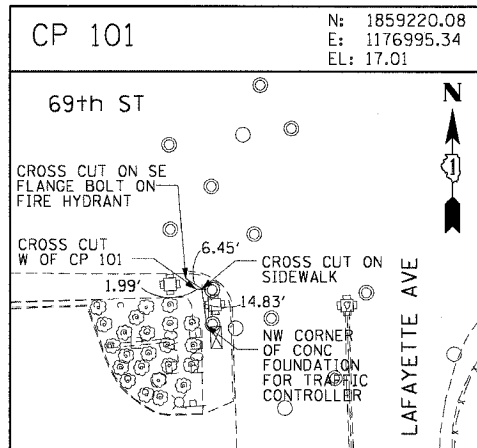 CP 101
N: 1859220.08
E: 1176995.34
EL: 17.01
69th ST
N
1
CROSS CUT ON SE
FLANGE BOLT ON
FIRE HYDRANT
CROSS CUT
W OF CP 101
6.45'
1.99'
CROSS CUT ON
SIDEWALK
14.83'
NW CORNER
OF CONC
FOUNDATION
FOR TRAFFIC
CONTROLLER
LAFAYETTE AVE